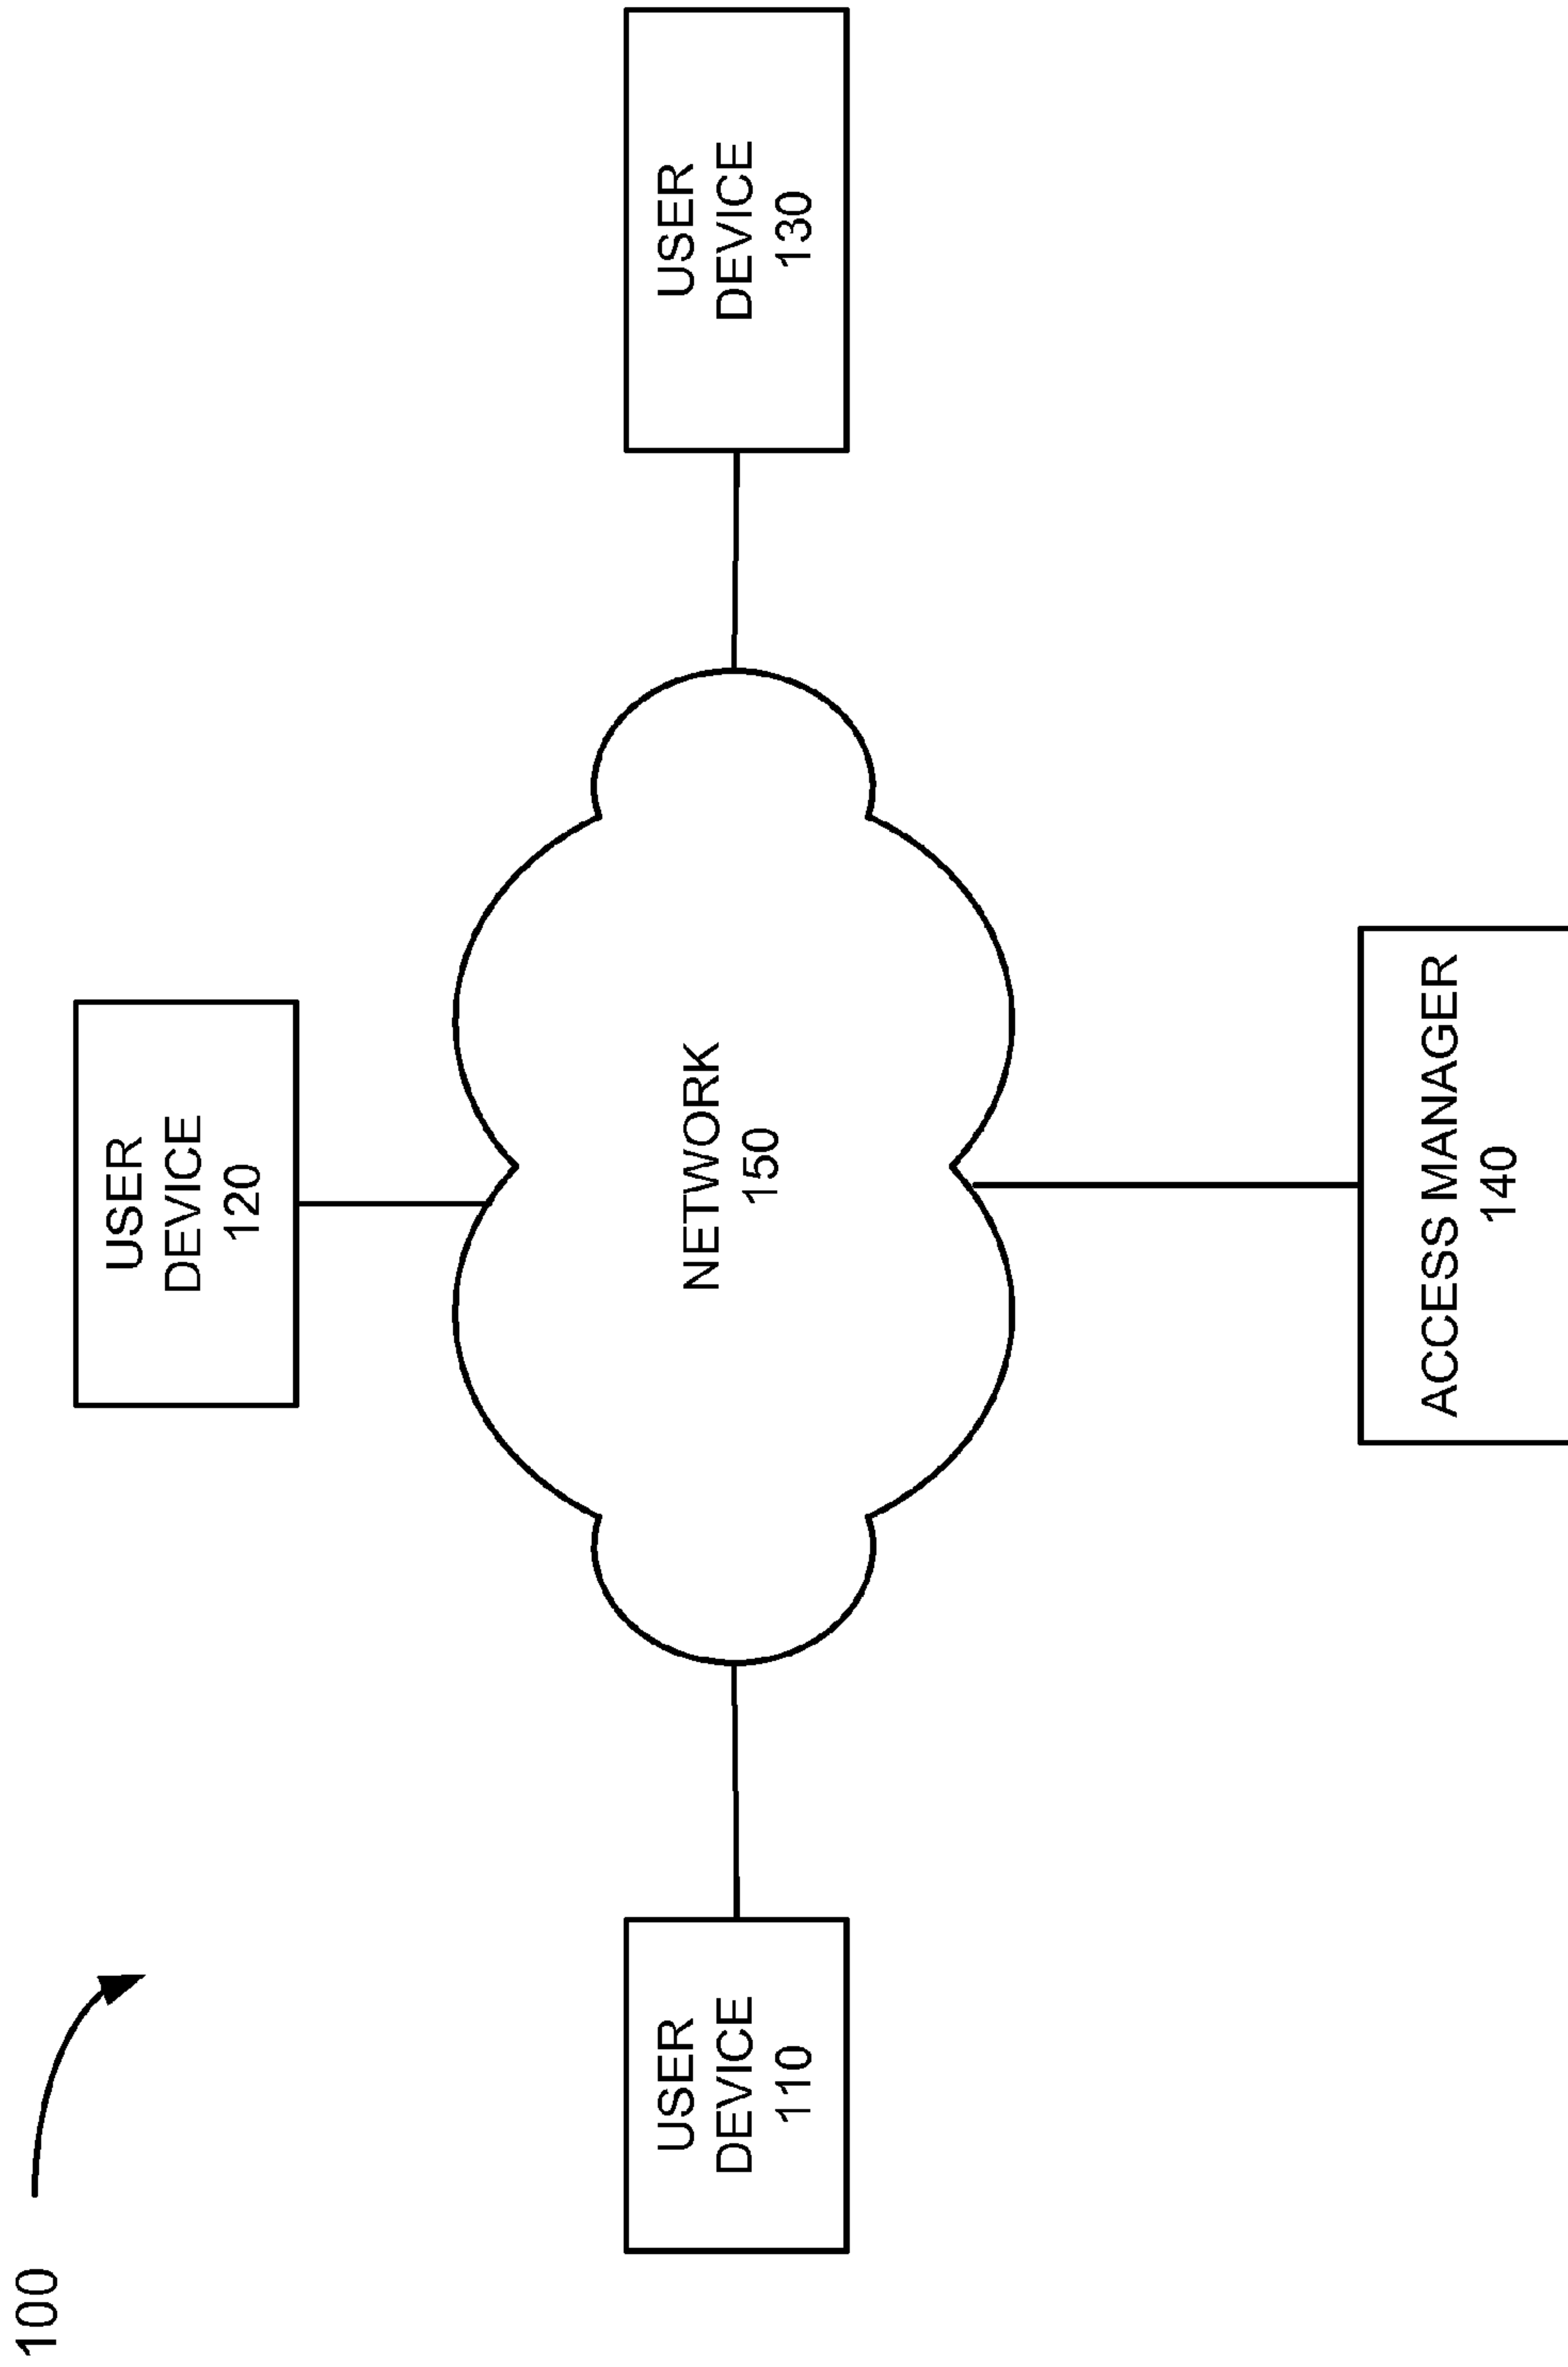 100
USER
DEVICE
120
USER
DEVICE
110
NETWORK
150
USER
DEVICE
130
ACCESS MANAGER
140